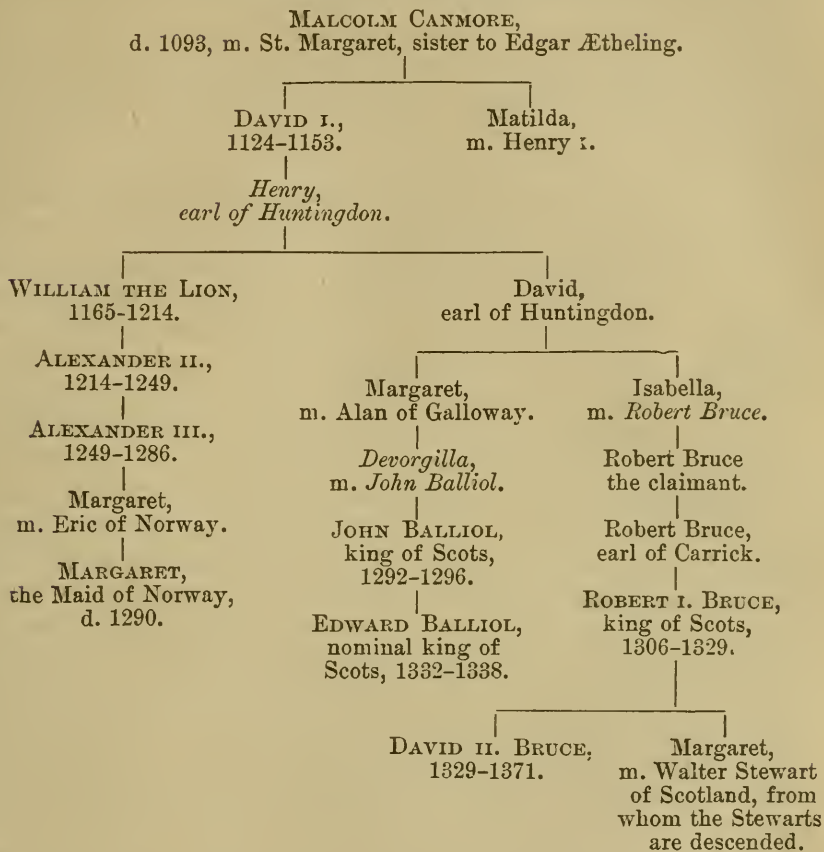 MALCOLM CANMORE,
d. 1093, m. St. Margaret, sister to Edgar Ætheling.
DAVID I.,
1124-1153.
Matilda,
m. Henry I.
Henry,
earl of Huntingdon.
WILLIAM THE LION,
1165-1214.
ALEXANDER II.,
1214-1249.
ALEXANDER III.,
1249-1286.
Margaret,
m. Eric of Norway.
MARGARET,
the Maid of Norway,
d. 1290.
David,
earl of Huntingdon.
Margaret,
m. Alan of Galloway.
Devorgilla,
m. John Balliol.
JOHN BALLIOL,
king of Scots,
1292-1296.
EDWARD BALLIOL,
nominal king of
Scots, 1332-1338.
Isabella,
m. Robert Bruce.
Robert Bruce
the claimant.
Robert Bruce,
earl of Carrick.
ROBERT I. BRUCE,
king of Scots,
1306-1329.
DAVID II. BRUCE,
1329-1371.
Margaret,
m. Walter Stewart
of Scotland, from
whom the Stewarts
are descended.